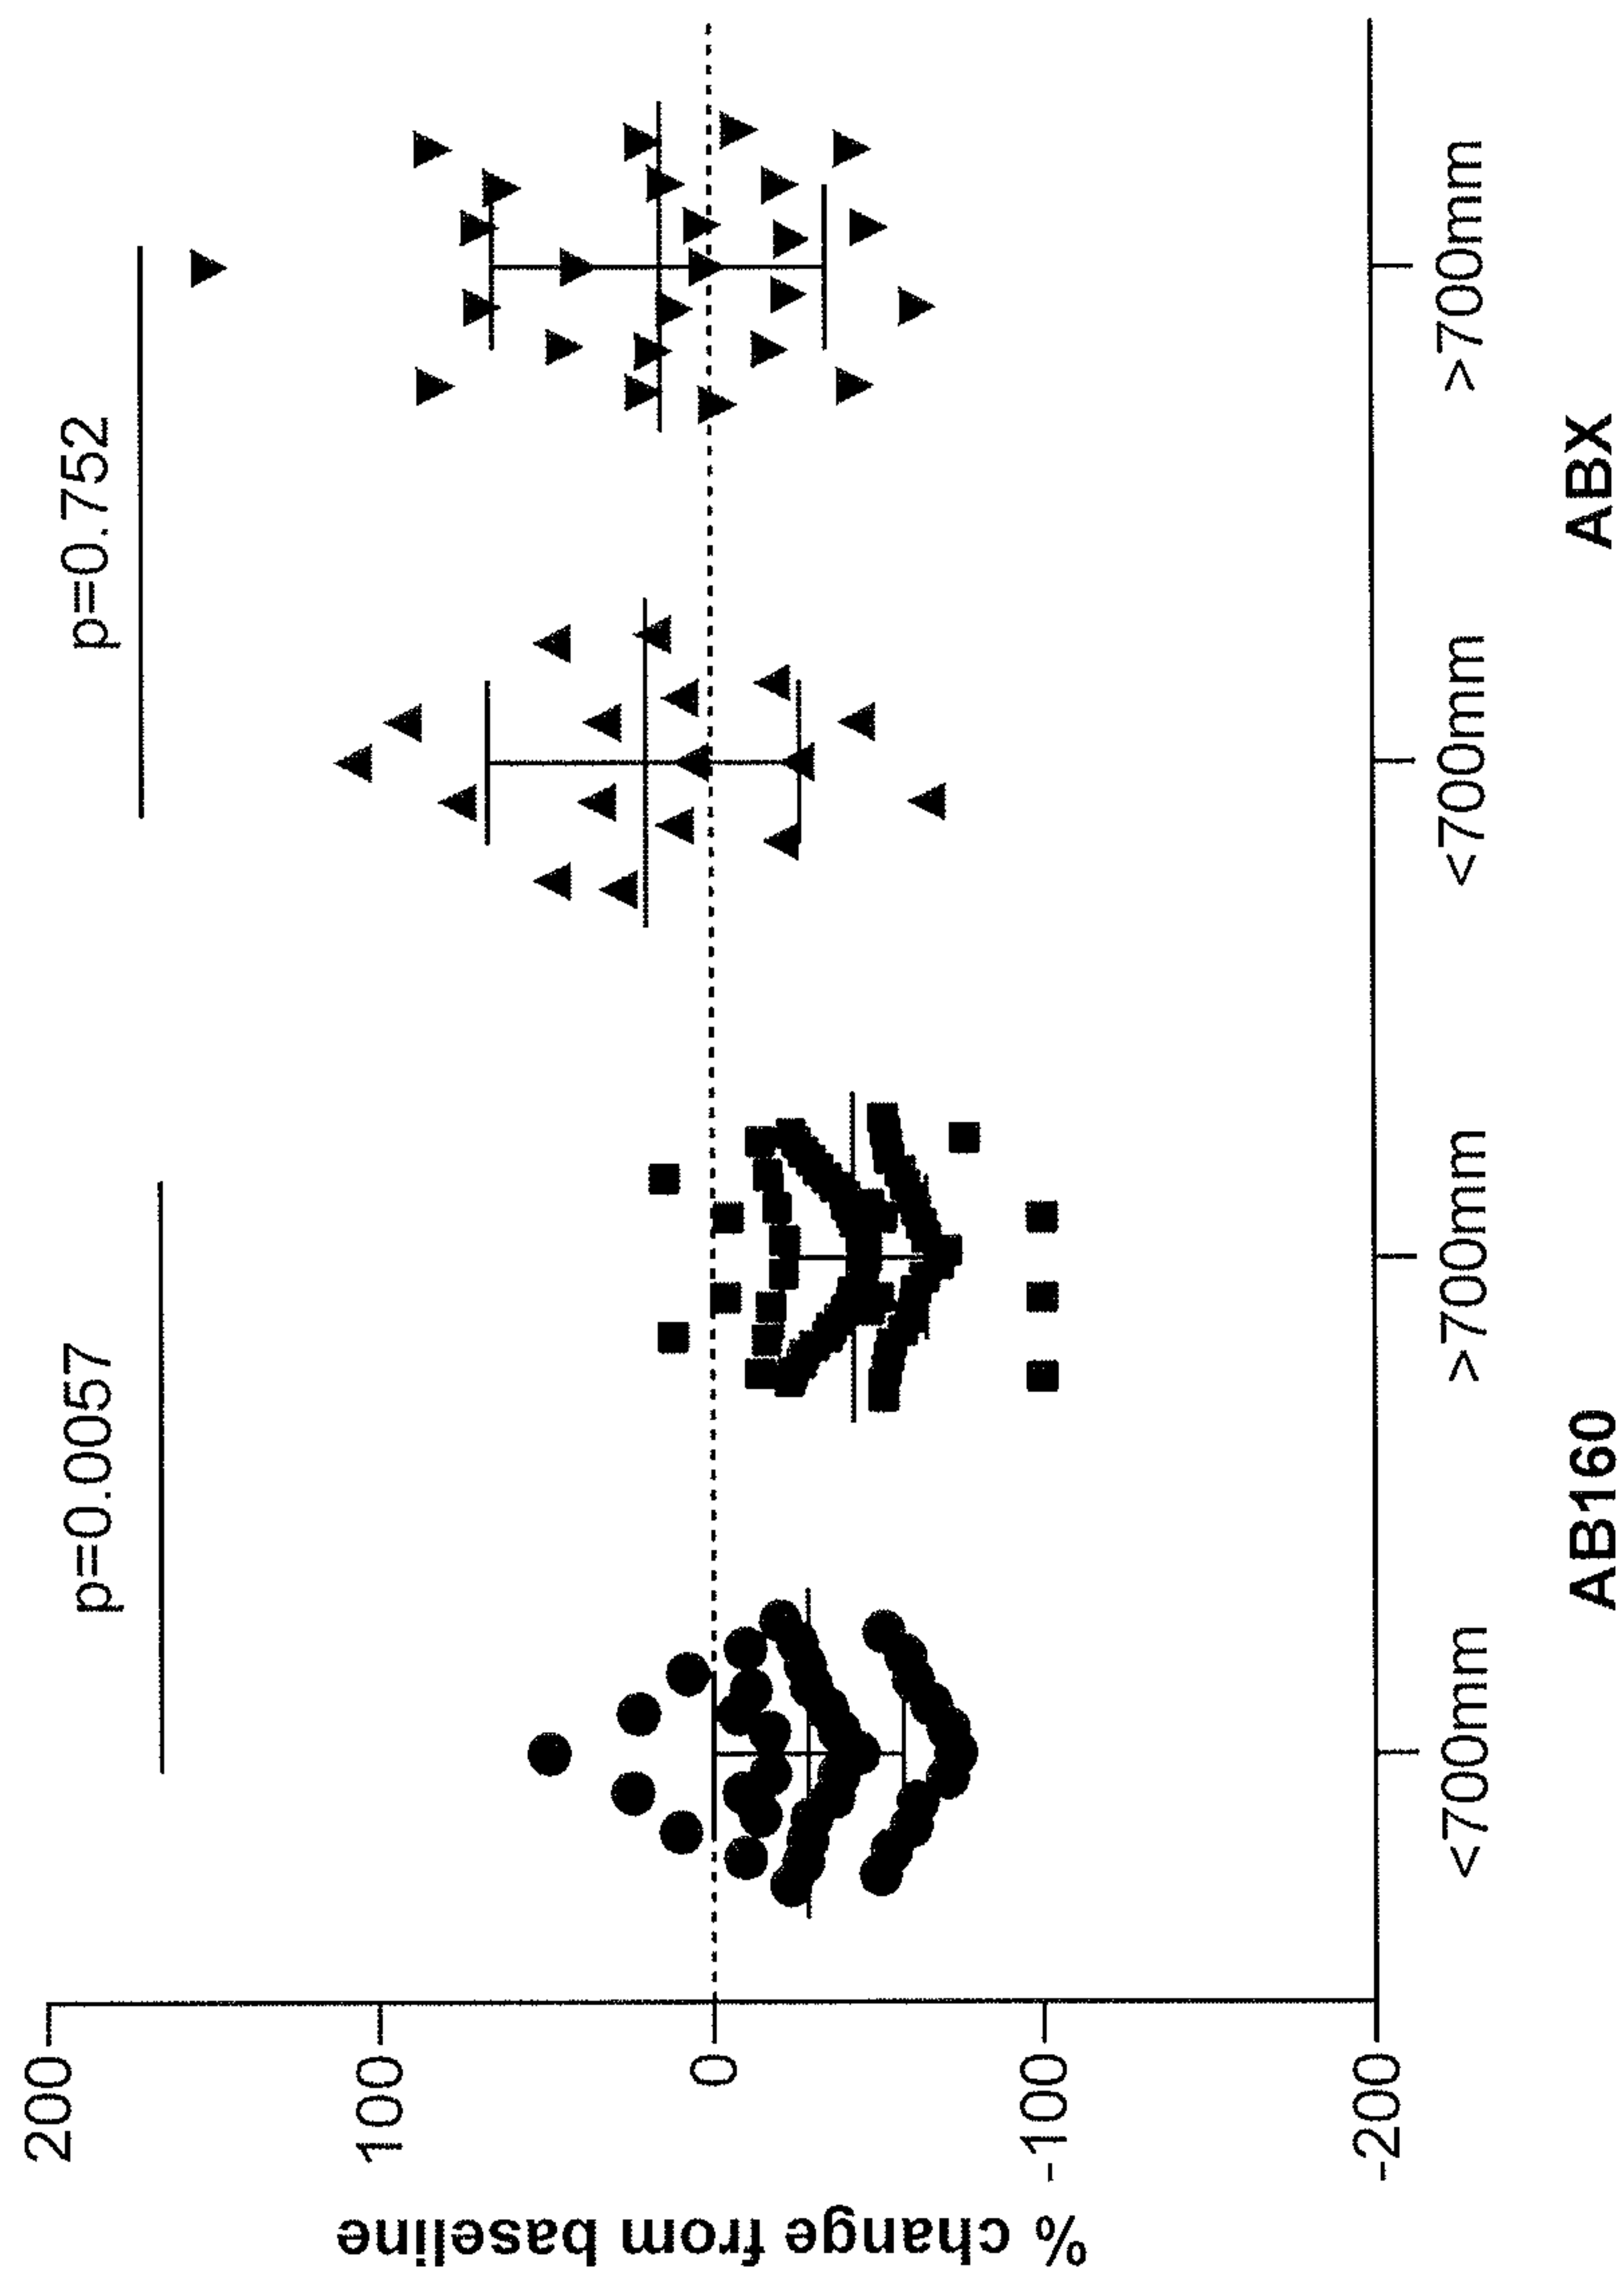 p=0.0057
p=0.752
200
100
0
-100
-200
% change from baseline
<700mm
>700mm
<700mm
>700mm
AB160
ABX